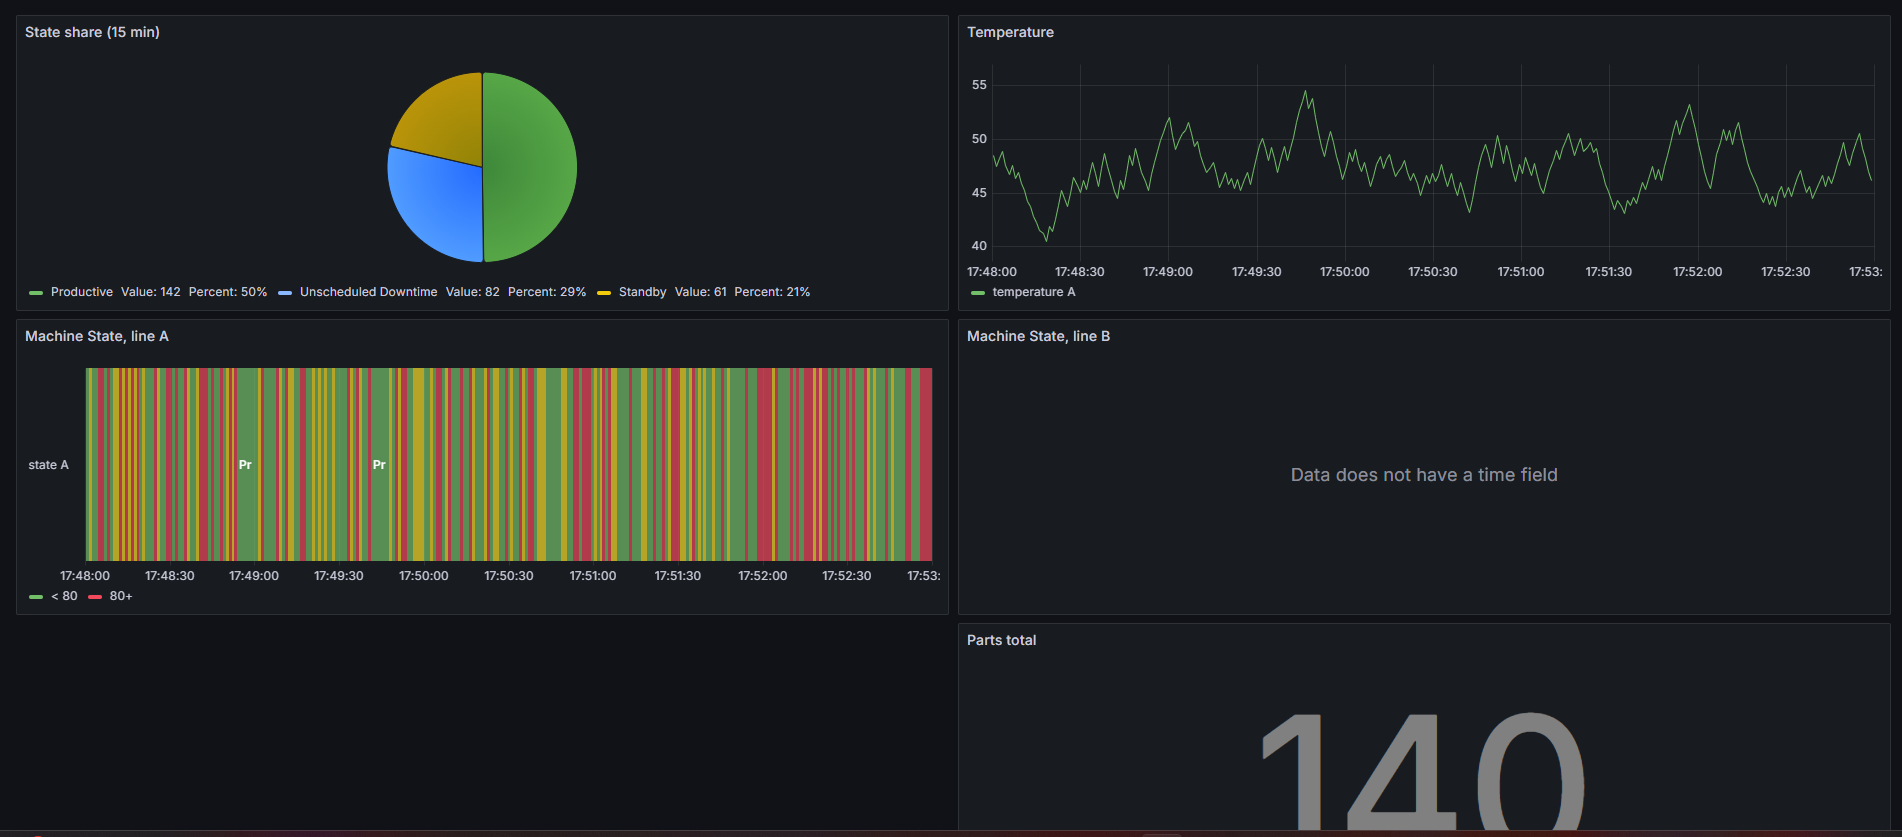 State share (15 min)
Productive Value: 142 Percent: 50% Unscheduled Downtime Value: 82 Percent: 29% Standby Value: 61 Percent: 21%
Temperature
55
50
45
40
17:48:00 17:48:30 17:49:00 17:49:30 17:50:00 17:50:30 17:51:00 17:51:30 17:52:00 17:52:30 17:53:
temperature A
Machine State, line A
state A
Pr Pr
17:48:00 17:48:30 17:49:00 17:49:30 17:50:00 17:50:30 17:51:00 17:51:30 17:52:00 17:52:30 17:53:
< 80 80+
Machine State, line B
Data does not have a time field
Parts total
140